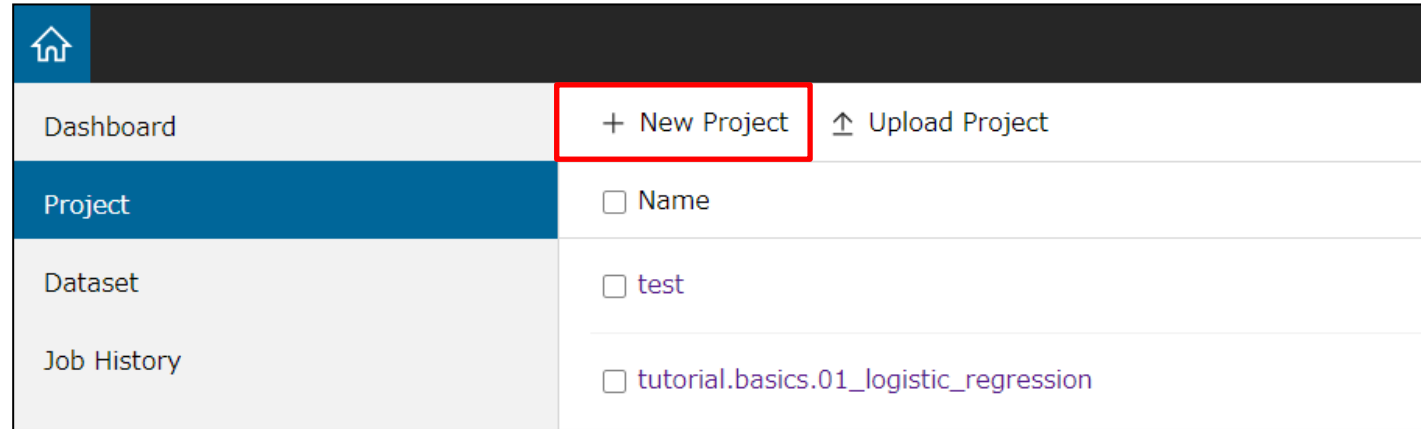 Dashboard
Project
Dataset
Job History
+ New Project
Upload Project
Name
test
tutorial.basics.01_logistic_regression